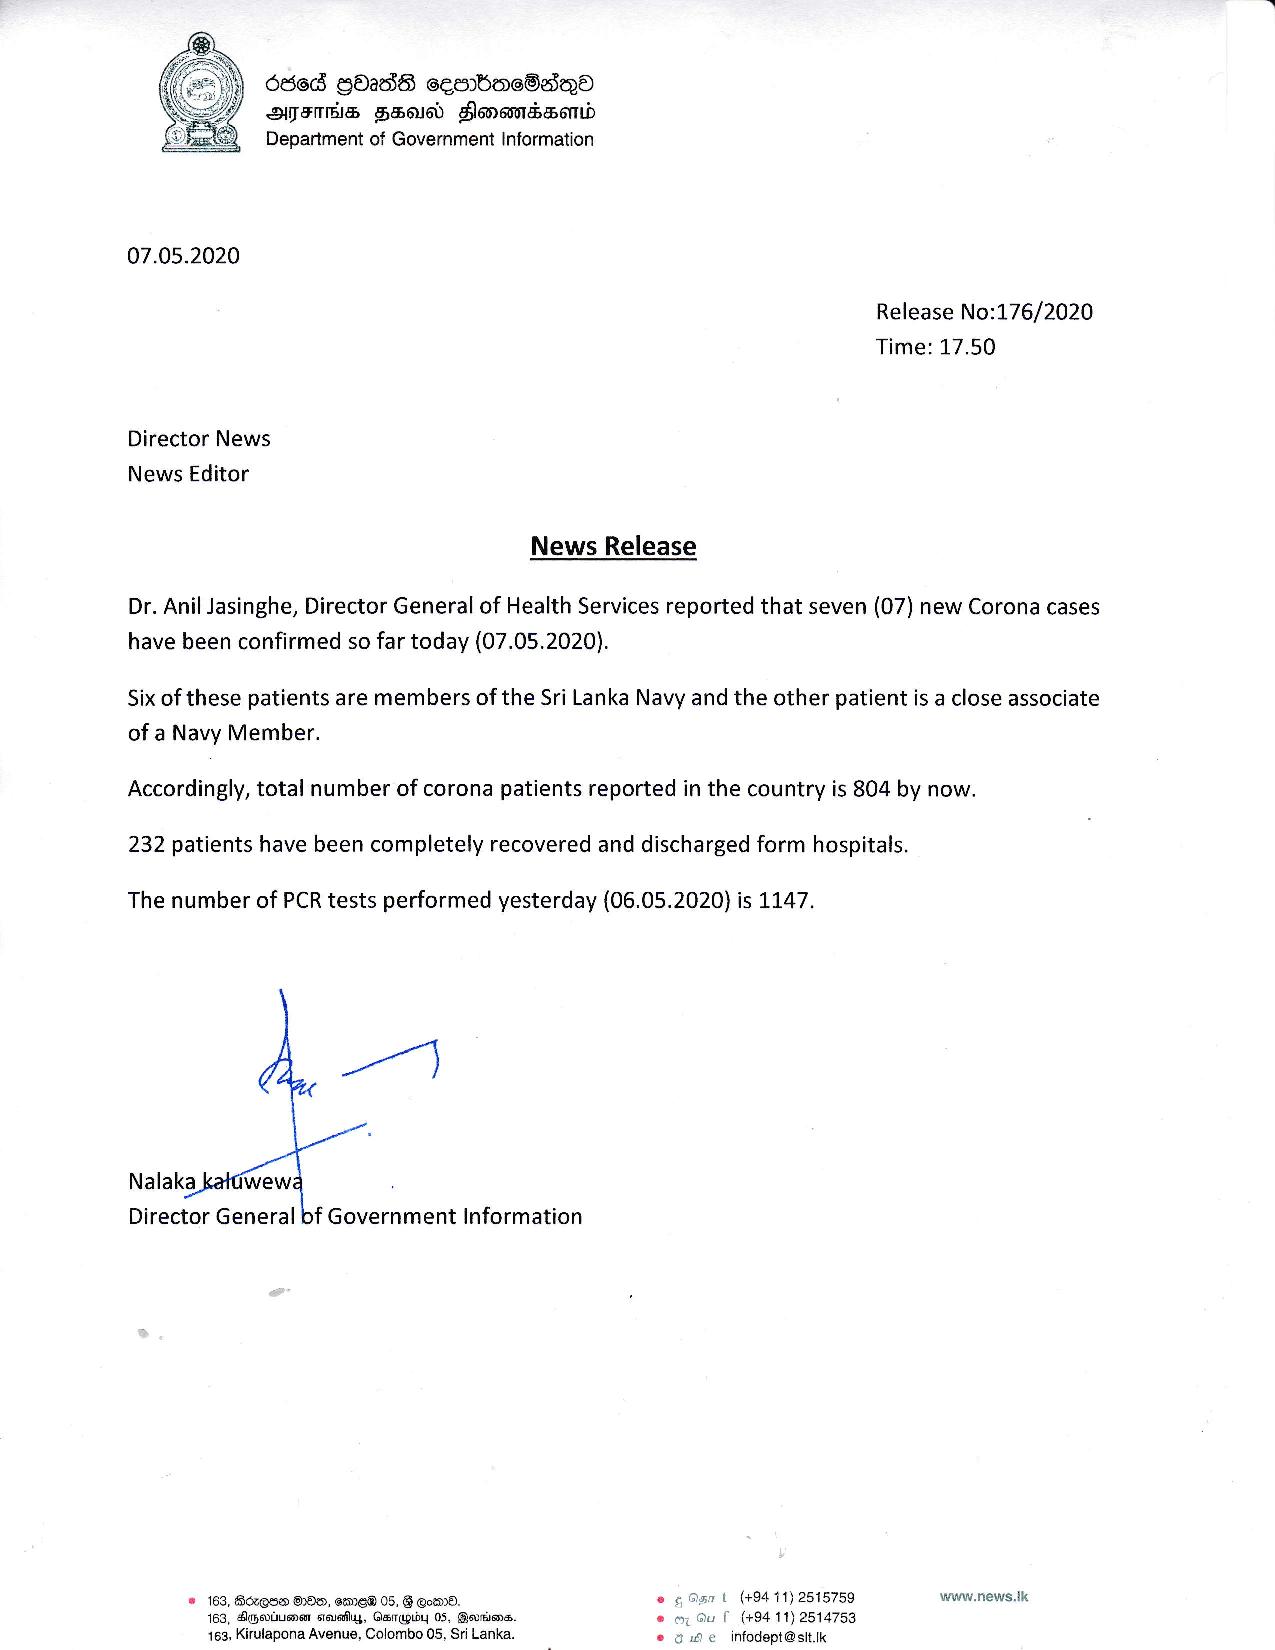 රජයේ ප්‍රවෘත්ති දෙපාර්තමේන්තුව
அரசாங்க தகவல் திணைக்களம்
Department of Government Information
07.05.2020
Release No:176/2020
Time: 17.50
Director News
News Editor
News Release
Dr. Anil Jasinghe, Director General of Health Services reported that seven (07) new Corona cases
have been confirmed so far today (07.05.2020).
Six of these patients are members of the Sri Lanka Navy and the other patient is a close associate
of a Navy Member.
Accordingly, total number of corona patients reported in the country is 804 by now.
232 patients have been completely recovered and discharged form hospitals.
The number of PCR tests performed yesterday (06.05.2020) is 1147.
Nalaka kaluwewa
Director General of Government Information
163, කිරුලපන මාවත, කොළඹ 05, ශ්‍රී ලංකාව.
163, கிருலப்பனை எவனியு, கொழும்பு 05, இலங்கை.
163, Kirulapona Avenue, Colombo 05, Sri Lanka.
දු தொ t (+94 11) 2515759
ෆැ பெ f (+94 11) 2514753
ඊ மி e infodept@slt.lk
www.news.lk